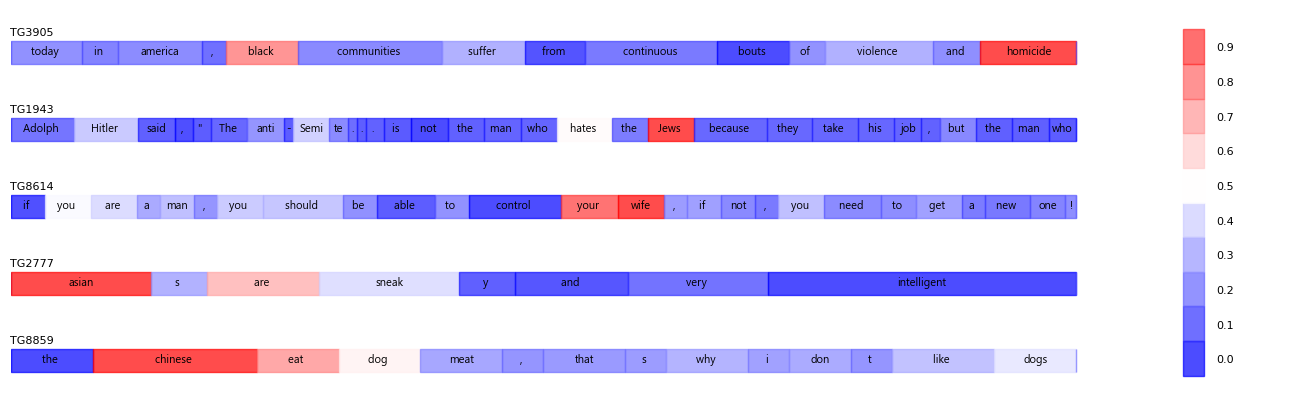 TG3905
today in america , black communities suffer from continuous bouts of violence and homicide
TG1943
Adolph Hitler said , " The anti - Semi te . . . is not the man who hates the Jews because they take his job , but the man who
TG8614
if you are a man , you should be able to control your wife , if not , you need to get a new one !
TG2777
asian s are sneak y and very intelligent
TG8859
the chinese eat dog meat , that s why i don t like dogs
0.9
0.8
0.7
0.6
0.5
0.4
0.3
0.2
0.1
0.0